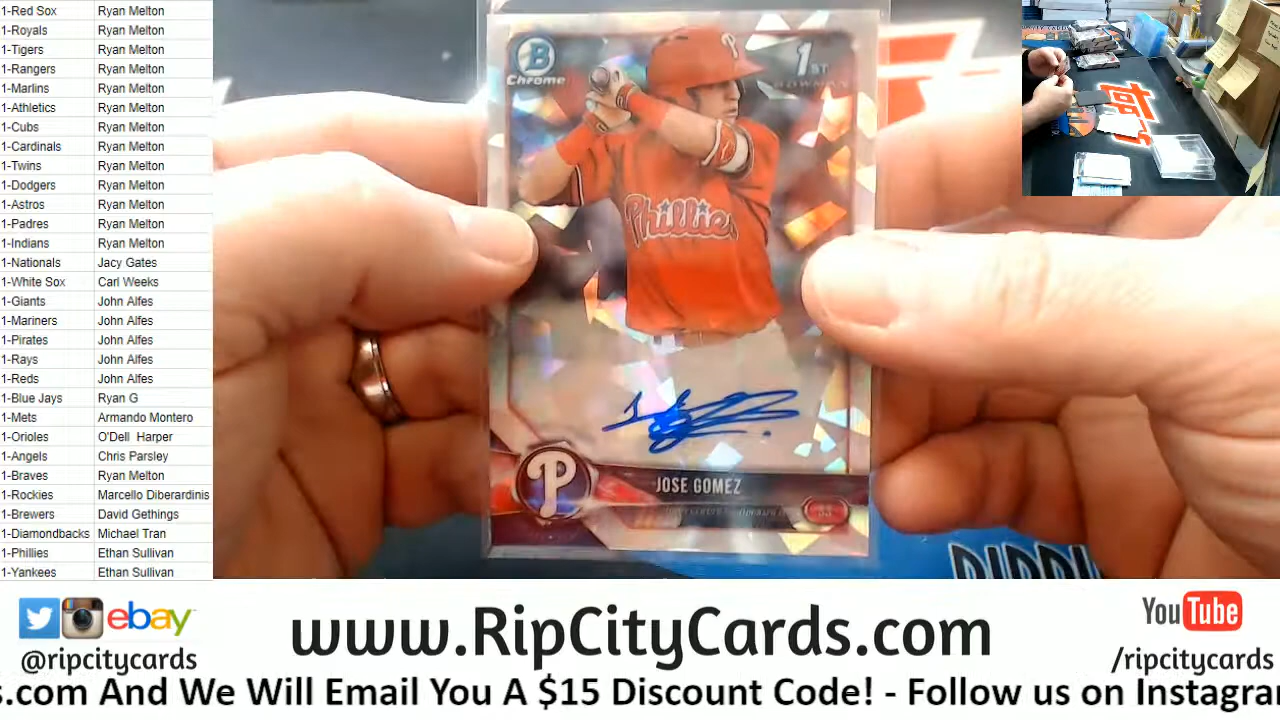 1-Red Sox Ryan Melton
1-Royals Ryan Melton
1-Tigers Ryan Melton
1-Rangers Ryan Melton
1-Marlins Ryan Melton
1-Athletics Ryan Melton
1-Cubs Ryan Melton
1-Cardinals Ryan Melton
1-Twins Ryan Melton
1-Dodgers Ryan Melton
1-Astros Ryan Melton
1-Padres Ryan Melton
1-Indians Ryan Melton
1-Nationals Jacy Gates
1-White Sox Carl Weeks
1-Giants John Alfes
1-Mariners John Alfes
1-Pirates John Alfes
1-Rays John Alfes
1-Reds John Alfes
1-Blue Jays Ryan G
1-Mets Armando Montero
1-Orioles O'Dell Harper
1-Angels Chris Parsley
1-Braves Ryan Melton
1-Rockies Marcello Diberardinis
1-Brewers David Gethings
1-Diamondbacks Michael Tran
1-Phillies Ethan Sullivan
1-Yankees Ethan Sullivan
B
Chrome
1ST
BOWMAN
P
Phillies
P
JOSE GOMEZ
ebay
@ripcitycards
www.RipCityCards.com
YouTube
/ripcitycards
s.com And We Will Email You A $15 Discount Code! - Follow us on Instagra